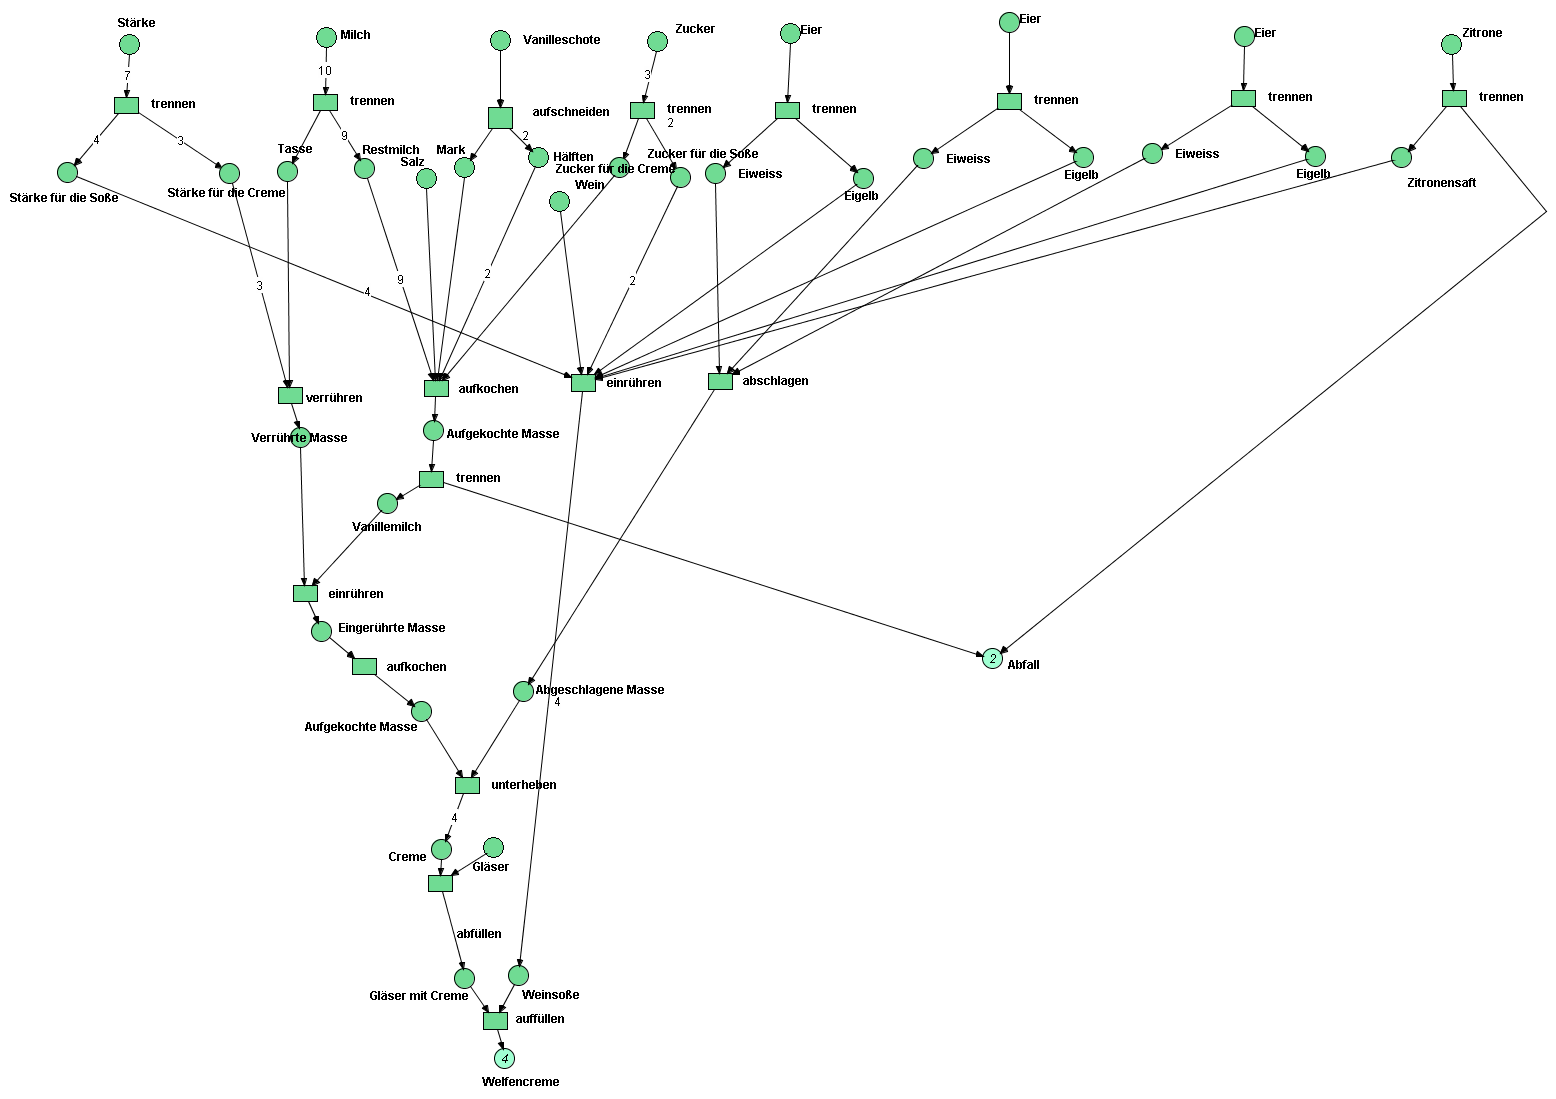 Stärke
Milch
Vanilleschote
Zucker
Eier
Eier
Eier
Zitrone
7
10
3
trennen
trennen
aufschneiden
trennen
trennen
trennen
trennen
trennen
4
3
9
2
2
Tasse
Restmilch
Salz
Mark
Hälften
Zucker für die Creme
Zucker für die Soße
Wein
Eiweiss
Eigelb
Eiweiss
Eigelb
Eiweiss
Eigelb
Zitronensaft
Stärke für die Soße
Stärke für die Creme
3
4
9
2
2
verrühren
aufkochen
einrühren
abschlagen
Verrührte Masse
Aufgekochte Masse
trennen
Vanillemilch
einrühren
Eingerührte Masse
aufkochen
2
Abfall
Abgeschlagene Masse
4
Aufgekochte Masse
unterheben
4
Creme
Gläser
abfüllen
Gläser mit Creme
Weinsoße
auffüllen
4
Welfencreme